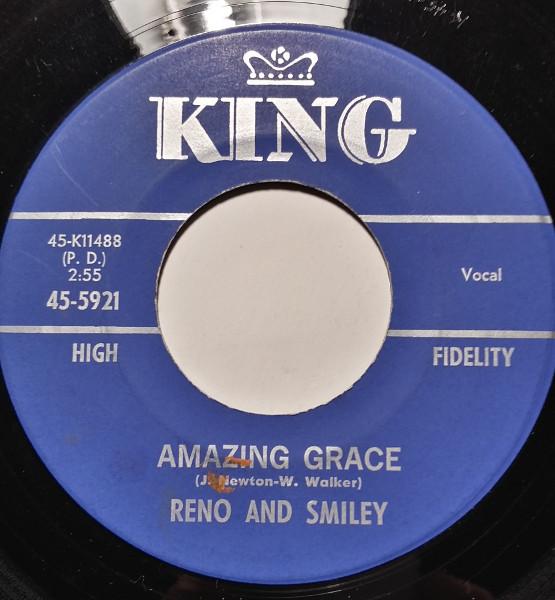 K
KING
45-K11488
(P. D.)
2:55
45-5921
Vocal
HIGH FIDELITY
AMAZING GRACE
(J. Newton-W. Walker)
RENO AND SMILEY